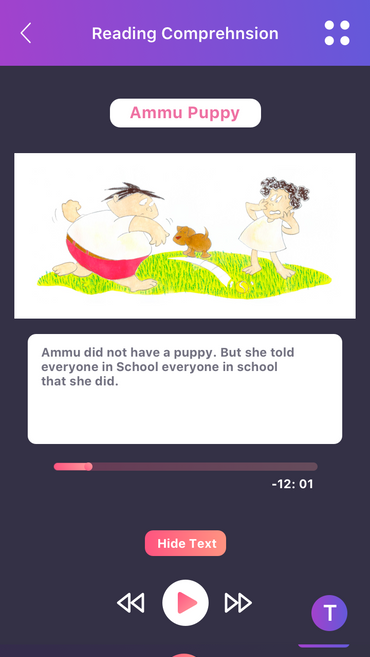 Reading Comprehnsion
Ammu Puppy
Ammu did not have a puppy. But she told
everyone in School everyone in school
that she did.
-12: 01
Hide Text
T